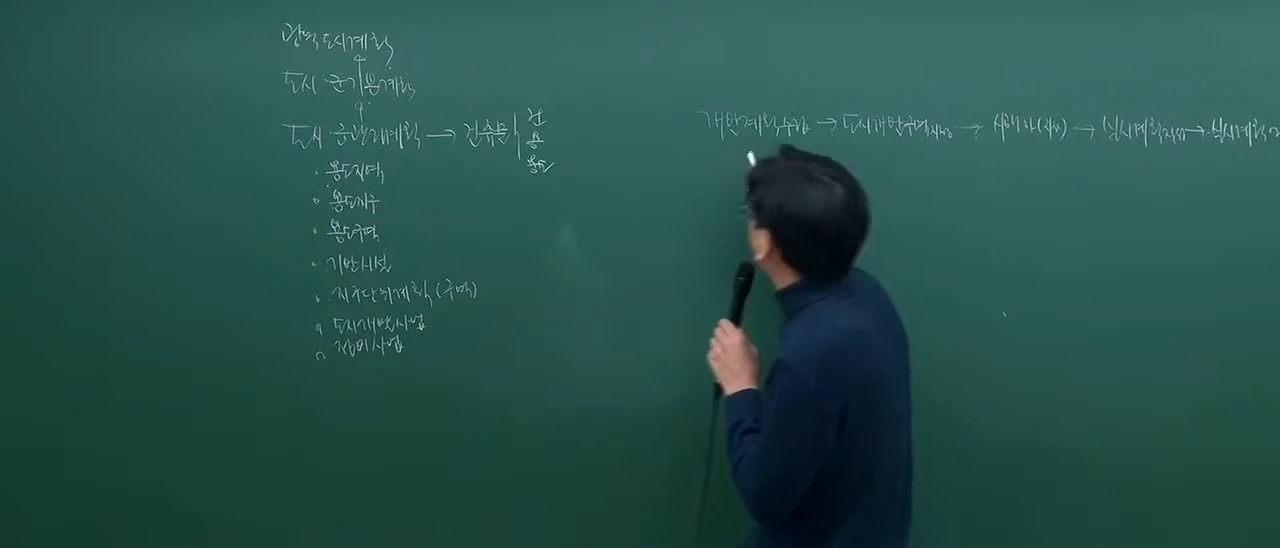 광역도시계획
도시·군기본계획
도시·군관리계획 → 건축물 건
용
용도
· 용도지역
· 용도지구
· 용도구역
· 기반시설
· 지구단위계획(구역)
· 도시개발사업
· 정비사업
개발계획수립 → 도시개발구역지정 → 시행자(지정) → 실시계획작성 → 실시계획